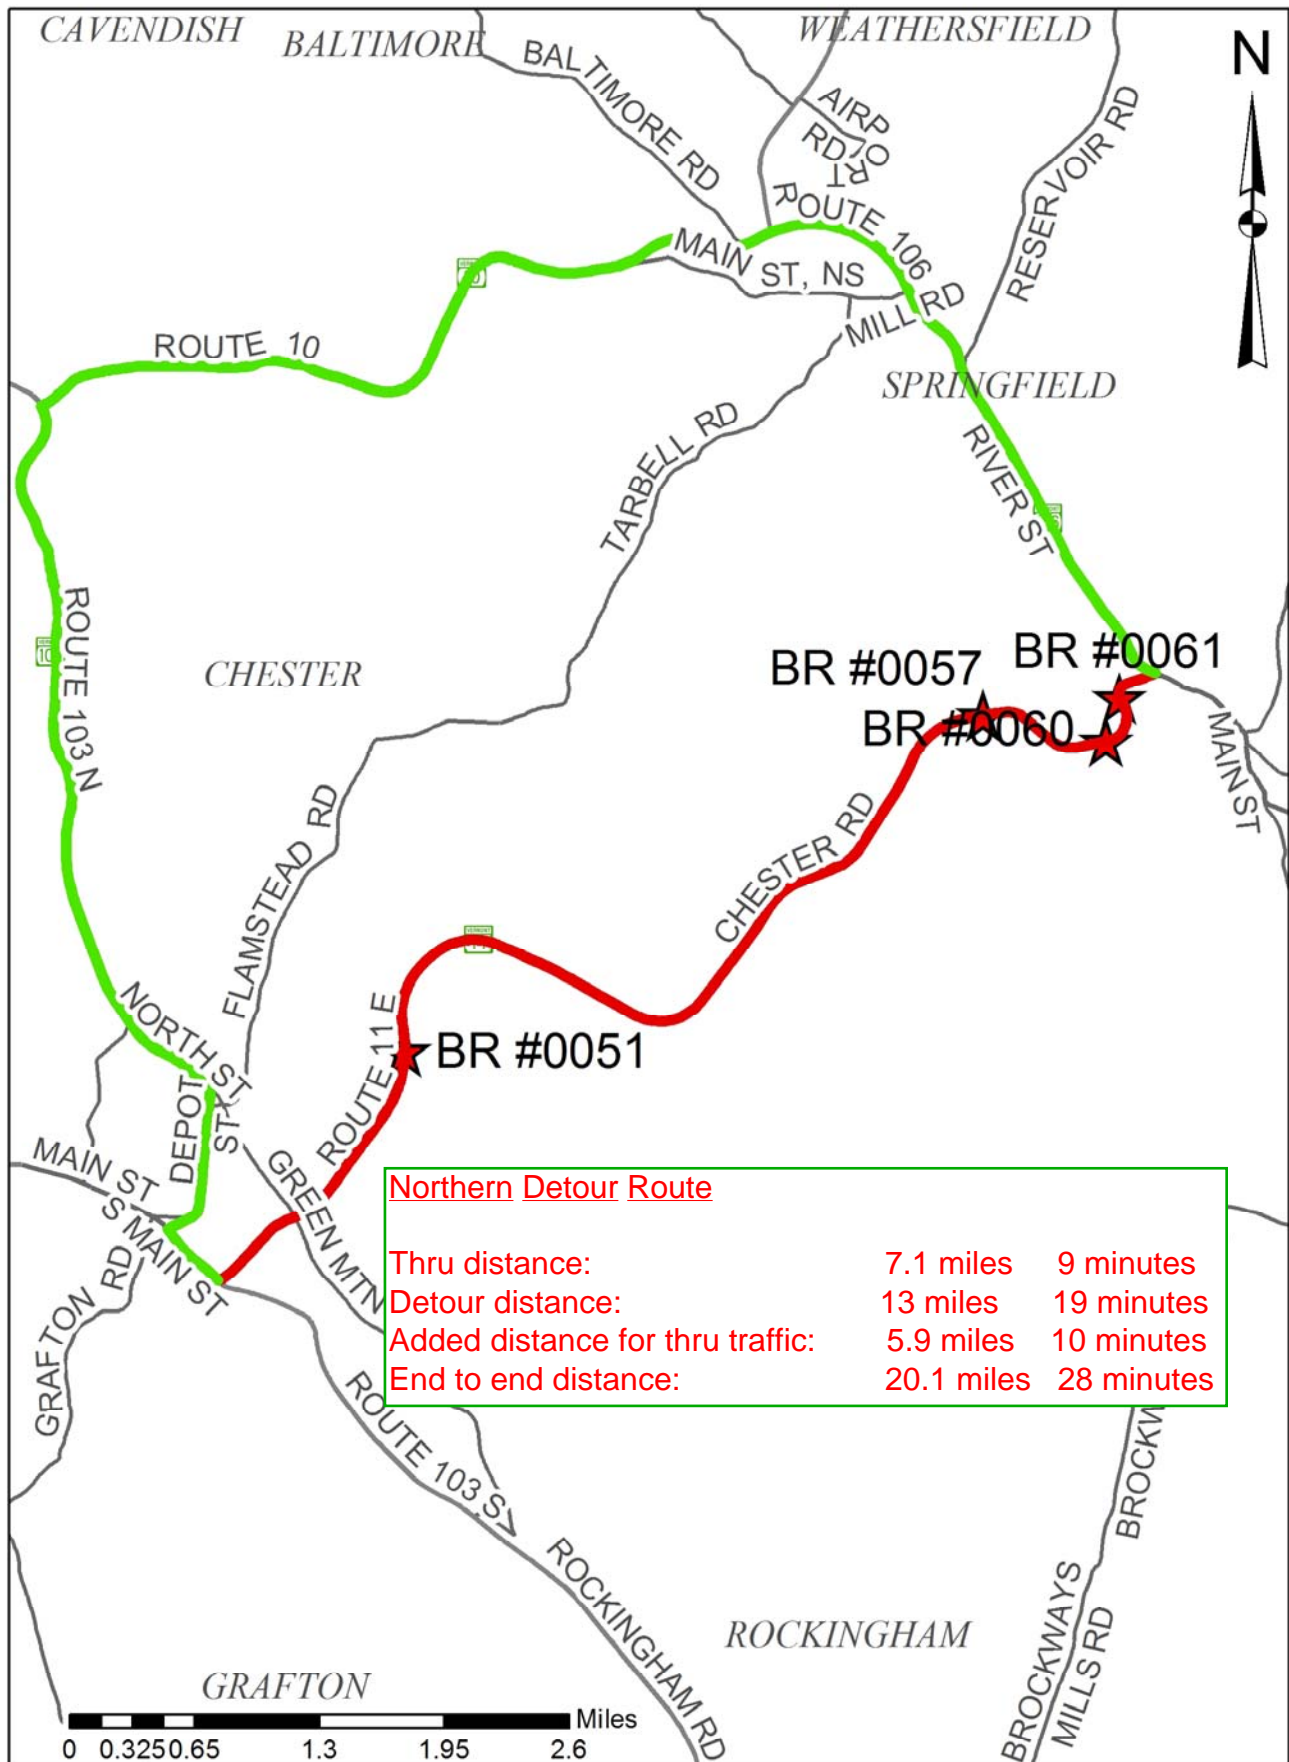 CAVENDISH
BALTIMORE
WEATHERSFIELD
N
BALTIMORE RD
AIRPORT
RD
RESERVOIR RD
ROUTE 106
MAIN ST, NS
MILL RD
ROUTE 10
SPRINGFIELD
TARBELL RD
RIVER ST
ROUTE 103 N
CHESTER
BR #0057
BR #0061
BR #0060
MAIN ST
FLAMSTEAD RD
CHESTER RD
VERMONT
NORTH ST
ROUTE 11 E
BR #0051
DEPOT
ST
MAIN ST
S MAIN ST
GREEN MTN
GRAFTON RD
Northern Detour Route
Thru distance: 7.1 miles 9 minutes
Detour distance: 13 miles 19 minutes
Added distance for thru traffic: 5.9 miles 10 minutes
End to end distance: 20.1 miles 28 minutes
ROUTE 103 S
BROCKW
ROCKINGHAM RD
BROCKWAYS
MILLS RD
ROCKINGHAM
GRAFTON
Miles
0 0.325 0.65 1.3 1.95 2.6